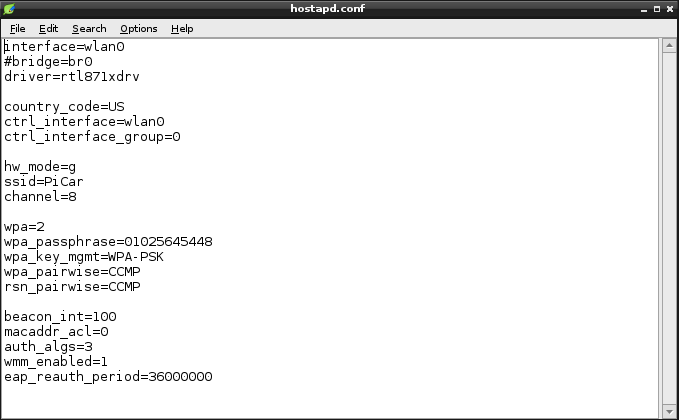 hostapd.conf
File Edit Search Options Help
interface=wlan0
#bridge=br0
driver=rtl871xdrv
country_code=US
ctrl_interface=wlan0
ctrl_interface_group=0
hw_mode=g
ssid=PiCar
channel=8
wpa=2
wpa_passphrase=01025645448
wpa_key_mgmt=WPA-PSK
wpa_pairwise=CCMP
rsn_pairwise=CCMP
beacon_int=100
macaddr_acl=0
auth_algs=3
wmm_enabled=1
eap_reauth_period=36000000